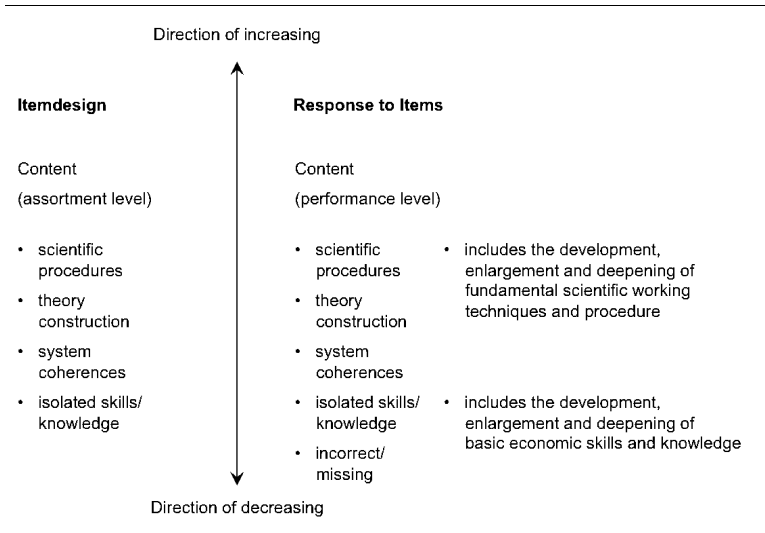 Direction of increasing
Itemdesign
Response to Items
Content
(assortment level)
Content
(performance level)
• scientific
procedures
• theory
construction
• system
coherences
• isolated skills/
knowledge
• scientific
procedures
• theory
construction
• system
coherences
• isolated skills/
knowledge
• incorrect/
missing
• includes the development,
enlargement and deepening of
fundamental scientific working
techniques and procedure
• includes the development,
enlargement and deepening of
basic economic skills and knowledge
Direction of decreasing